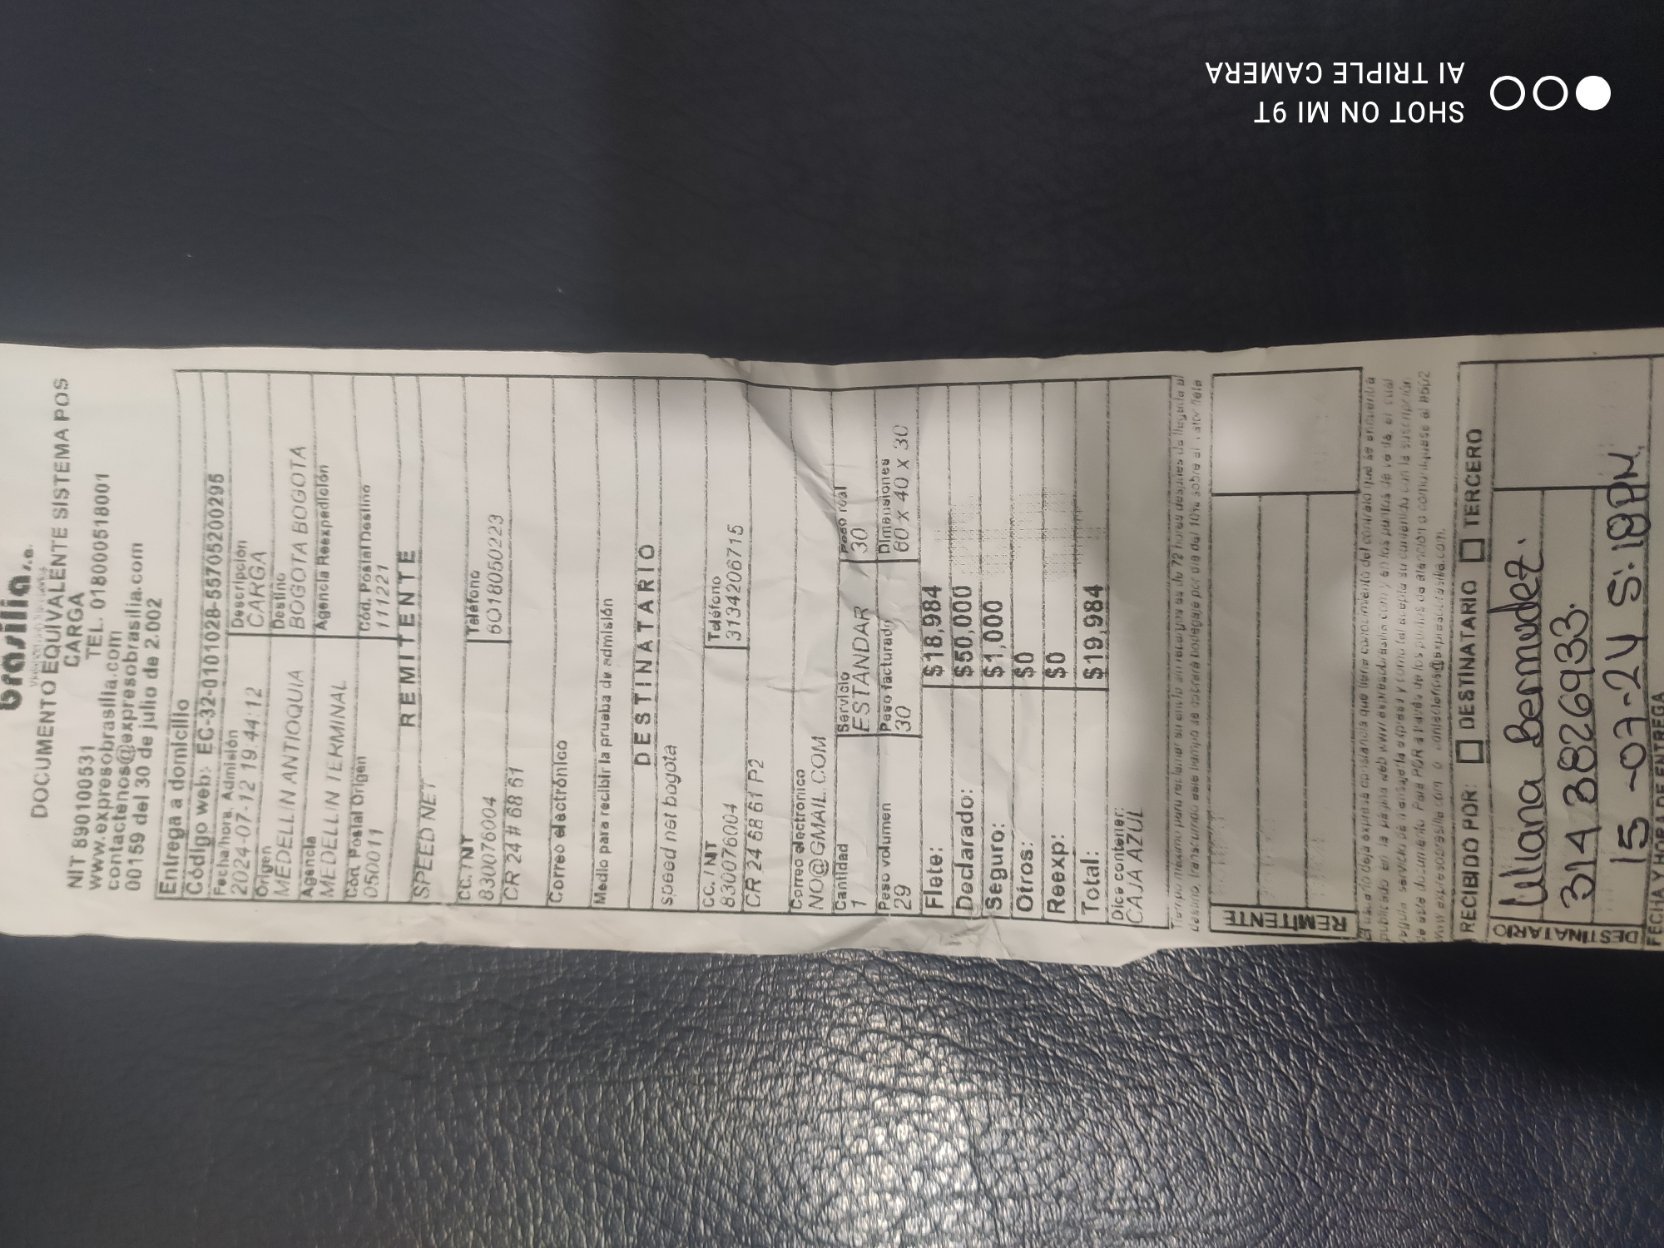 brasilia s.a.
DOCUMENTO EQUIVALENTE SISTEMA POS
CARGA
NIT 890100531 TEL. 018000518001
www.expresobrasilia.com
contactenos@expresobrasilia.com
00159 del 30 de julio de 2.002
Entrega a domicilio
Código web: EC-32-0101028-55705200295
Fecha/hora. Admisión Descripción
2024-07-12 19:44:12 CARGA
Origen Destino
MEDELLIN ANTIOQUIA BOGOTA BOGOTA
Agencia Agencia Reexpedición
MEDELLIN TERMINAL
Cód. Postal Origen Cód. Postal Destino
050011 111221
REMITENTE
SPEED NET
CC. / NIT Teléfono
830076004 6018050223
CR 24 # 68 61
Correo electrónico
Medio para recibir la prueba de admisión
DESTINATARIO
speed net bogota
CC. / NIT Teléfono
830076004 3134206715
CR 24 68 61 P2
Correo electronico
NO@GMAIL.COM
Cantidad Servicio Peso real
1 ESTANDAR 30
Peso volumen Peso facturado Dimensiones
29 30 60 x 40 x 30
Flete: $18,984
Declarado: $50,000
Seguro: $1,000
Otros: $0
Reexp: $0
Total: $19,984
Dice contener:
CAJA AZUL
REMITENTE
RECIBIDO POR: DESTINATARIO TERCERO
DESTINATARIO
Liliana Bermudez.
314 3826933.
15-07-24 5:18PM.
FECHA Y HORA DE ENTREGA
SHOT ON MI 9T
AI TRIPLE CAMERA